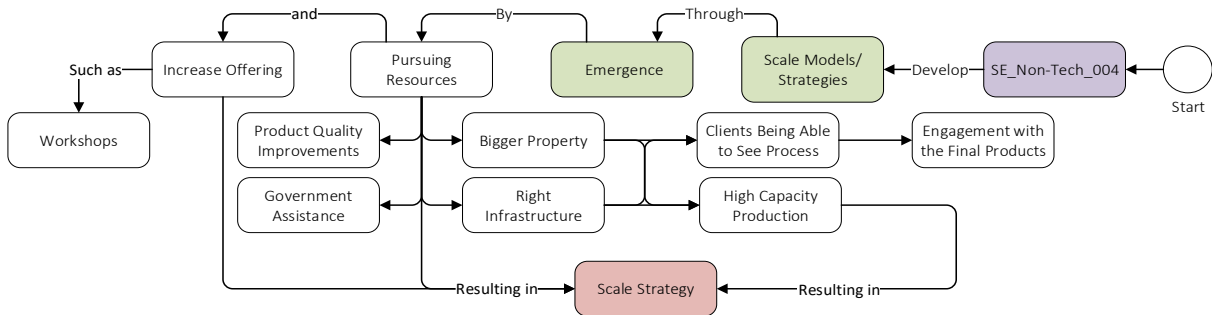 and
By
Through
Such as
Increase Offering
Pursuing
Resources
Emergence
Scale Models/
Strategies
Develop
SE_Non-Tech_004
Start
Workshops
Product Quality
Improvements
Bigger Property
Clients Being Able
to See Process
Engagement with
the Final Products
Government
Assistance
Right
Infrastructure
High Capacity
Production
Resulting in
Scale Strategy
Resulting in